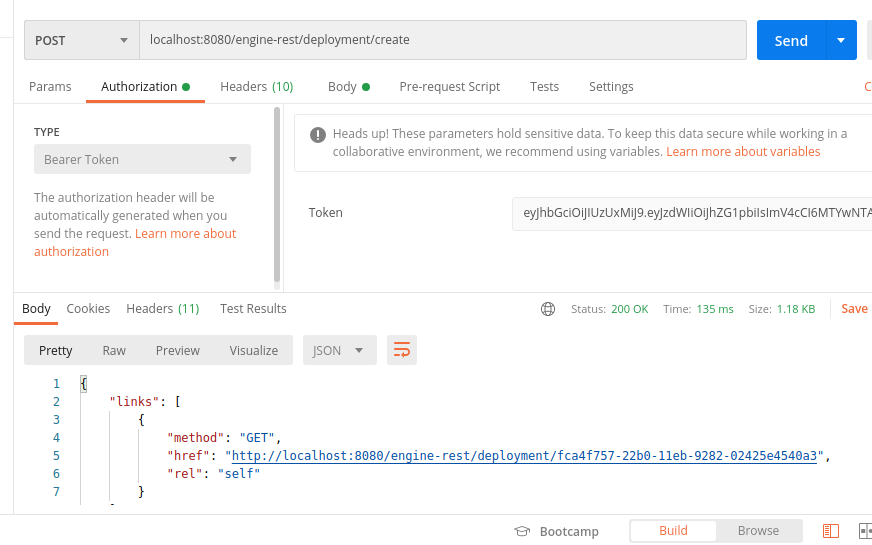 POST
localhost:8080/engine-rest/deployment/create
Send
Params
Authorization
Headers (10)
Body
Pre-request Script
Tests
Settings
C
TYPE
Bearer Token
The authorization header will be
automatically generated when you
send the request. Learn more about
authorization
Heads up! These parameters hold sensitive data. To keep this data secure while working in a
collaborative environment, we recommend using variables. Learn more about variables
Token
eyJhbGciOiJIUzUxMiJ9.eyJzdWIiOiJhZG1pbiIsImV4cCI6MTYwNTA
Body
Cookies
Headers (11)
Test Results
Status: 200 OK
Time: 135 ms
Size: 1.18 KB
Save
Pretty
Raw
Preview
Visualize
JSON
1 {
2 "links": [
3 {
4 "method": "GET",
5 "href": "http://localhost:8080/engine-rest/deployment/fca4f757-22b0-11eb-9282-02425e4540a3",
6 "rel": "self"
7 }
Bootcamp
Build
Browse